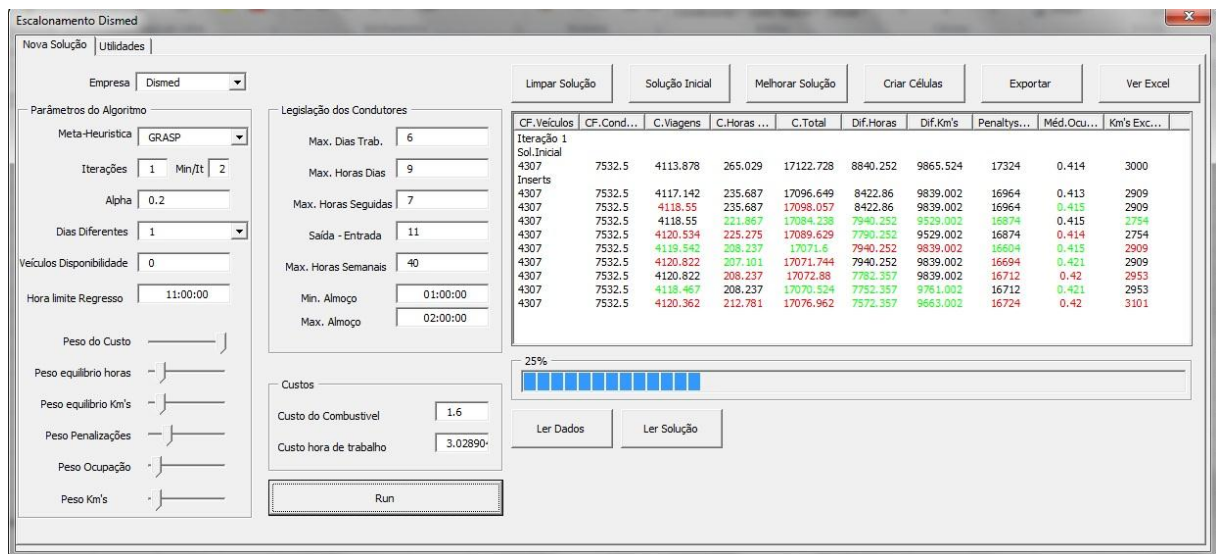 Escalonamento Dismed
Nova Solução Utilidades
Empresa Dismed
Parâmetros do Algoritmo
Meta-Heuristica GRASP
Iterações 1 Min/It 2
Alpha 0.2
Dias Diferentes 1
Veículos Disponibilidade 0
Hora limite Regresso 11:00:00
Peso do Custo
Peso equilibrio horas
Peso equilibrio Km's
Peso Penalizações
Peso Ocupação
Peso Km's
Legislação dos Condutores
Max. Dias Trab. 6
Max. Horas Dias 9
Max. Horas Seguidas 7
Saída - Entrada 11
Max. Horas Semanais 40
Min. Almoço 01:00:00
Max. Almoço 02:00:00
Custos
Custo do Combustivel 1.6
Custo hora de trabalho 3.02890
Run
Limpar Solução Solução Inicial Melhorar Solução Criar Células Exportar Ver Excel
CF.Veículos CF.Cond... C.Viagens C.Horas ... C.Total Dif.Horas Dif.Km's Penaltys... Méd.Ocu... Km's Exc...
Iteração 1
Sol.Inicial
4307 7532.5 4113.878 265.029 17122.728 8840.252 9865.524 17324 0.414 3000
Inserts
4307 7532.5 4117.142 235.687 17096.649 8422.86 9839.002 16964 0.413 2909
4307 7532.5 4118.55 235.687 17098.057 8422.86 9839.002 16964 0.415 2909
4307 7532.5 4118.55 221.867 17084.238 7940.252 9529.002 16874 0.415 2754
4307 7532.5 4120.534 225.275 17089.629 7790.252 9529.002 16874 0.414 2754
4307 7532.5 4119.542 208.237 17071.6 7940.252 9839.002 16604 0.415 2909
4307 7532.5 4120.822 207.101 17071.744 7940.252 9839.002 16694 0.421 2909
4307 7532.5 4120.822 208.237 17072.88 7782.357 9839.002 16712 0.42 2953
4307 7532.5 4118.467 208.237 17070.524 7752.357 9761.002 16712 0.421 2953
4307 7532.5 4120.362 212.781 17076.962 7572.357 9663.002 16724 0.42 3101
25%
Ler Dados Ler Solução